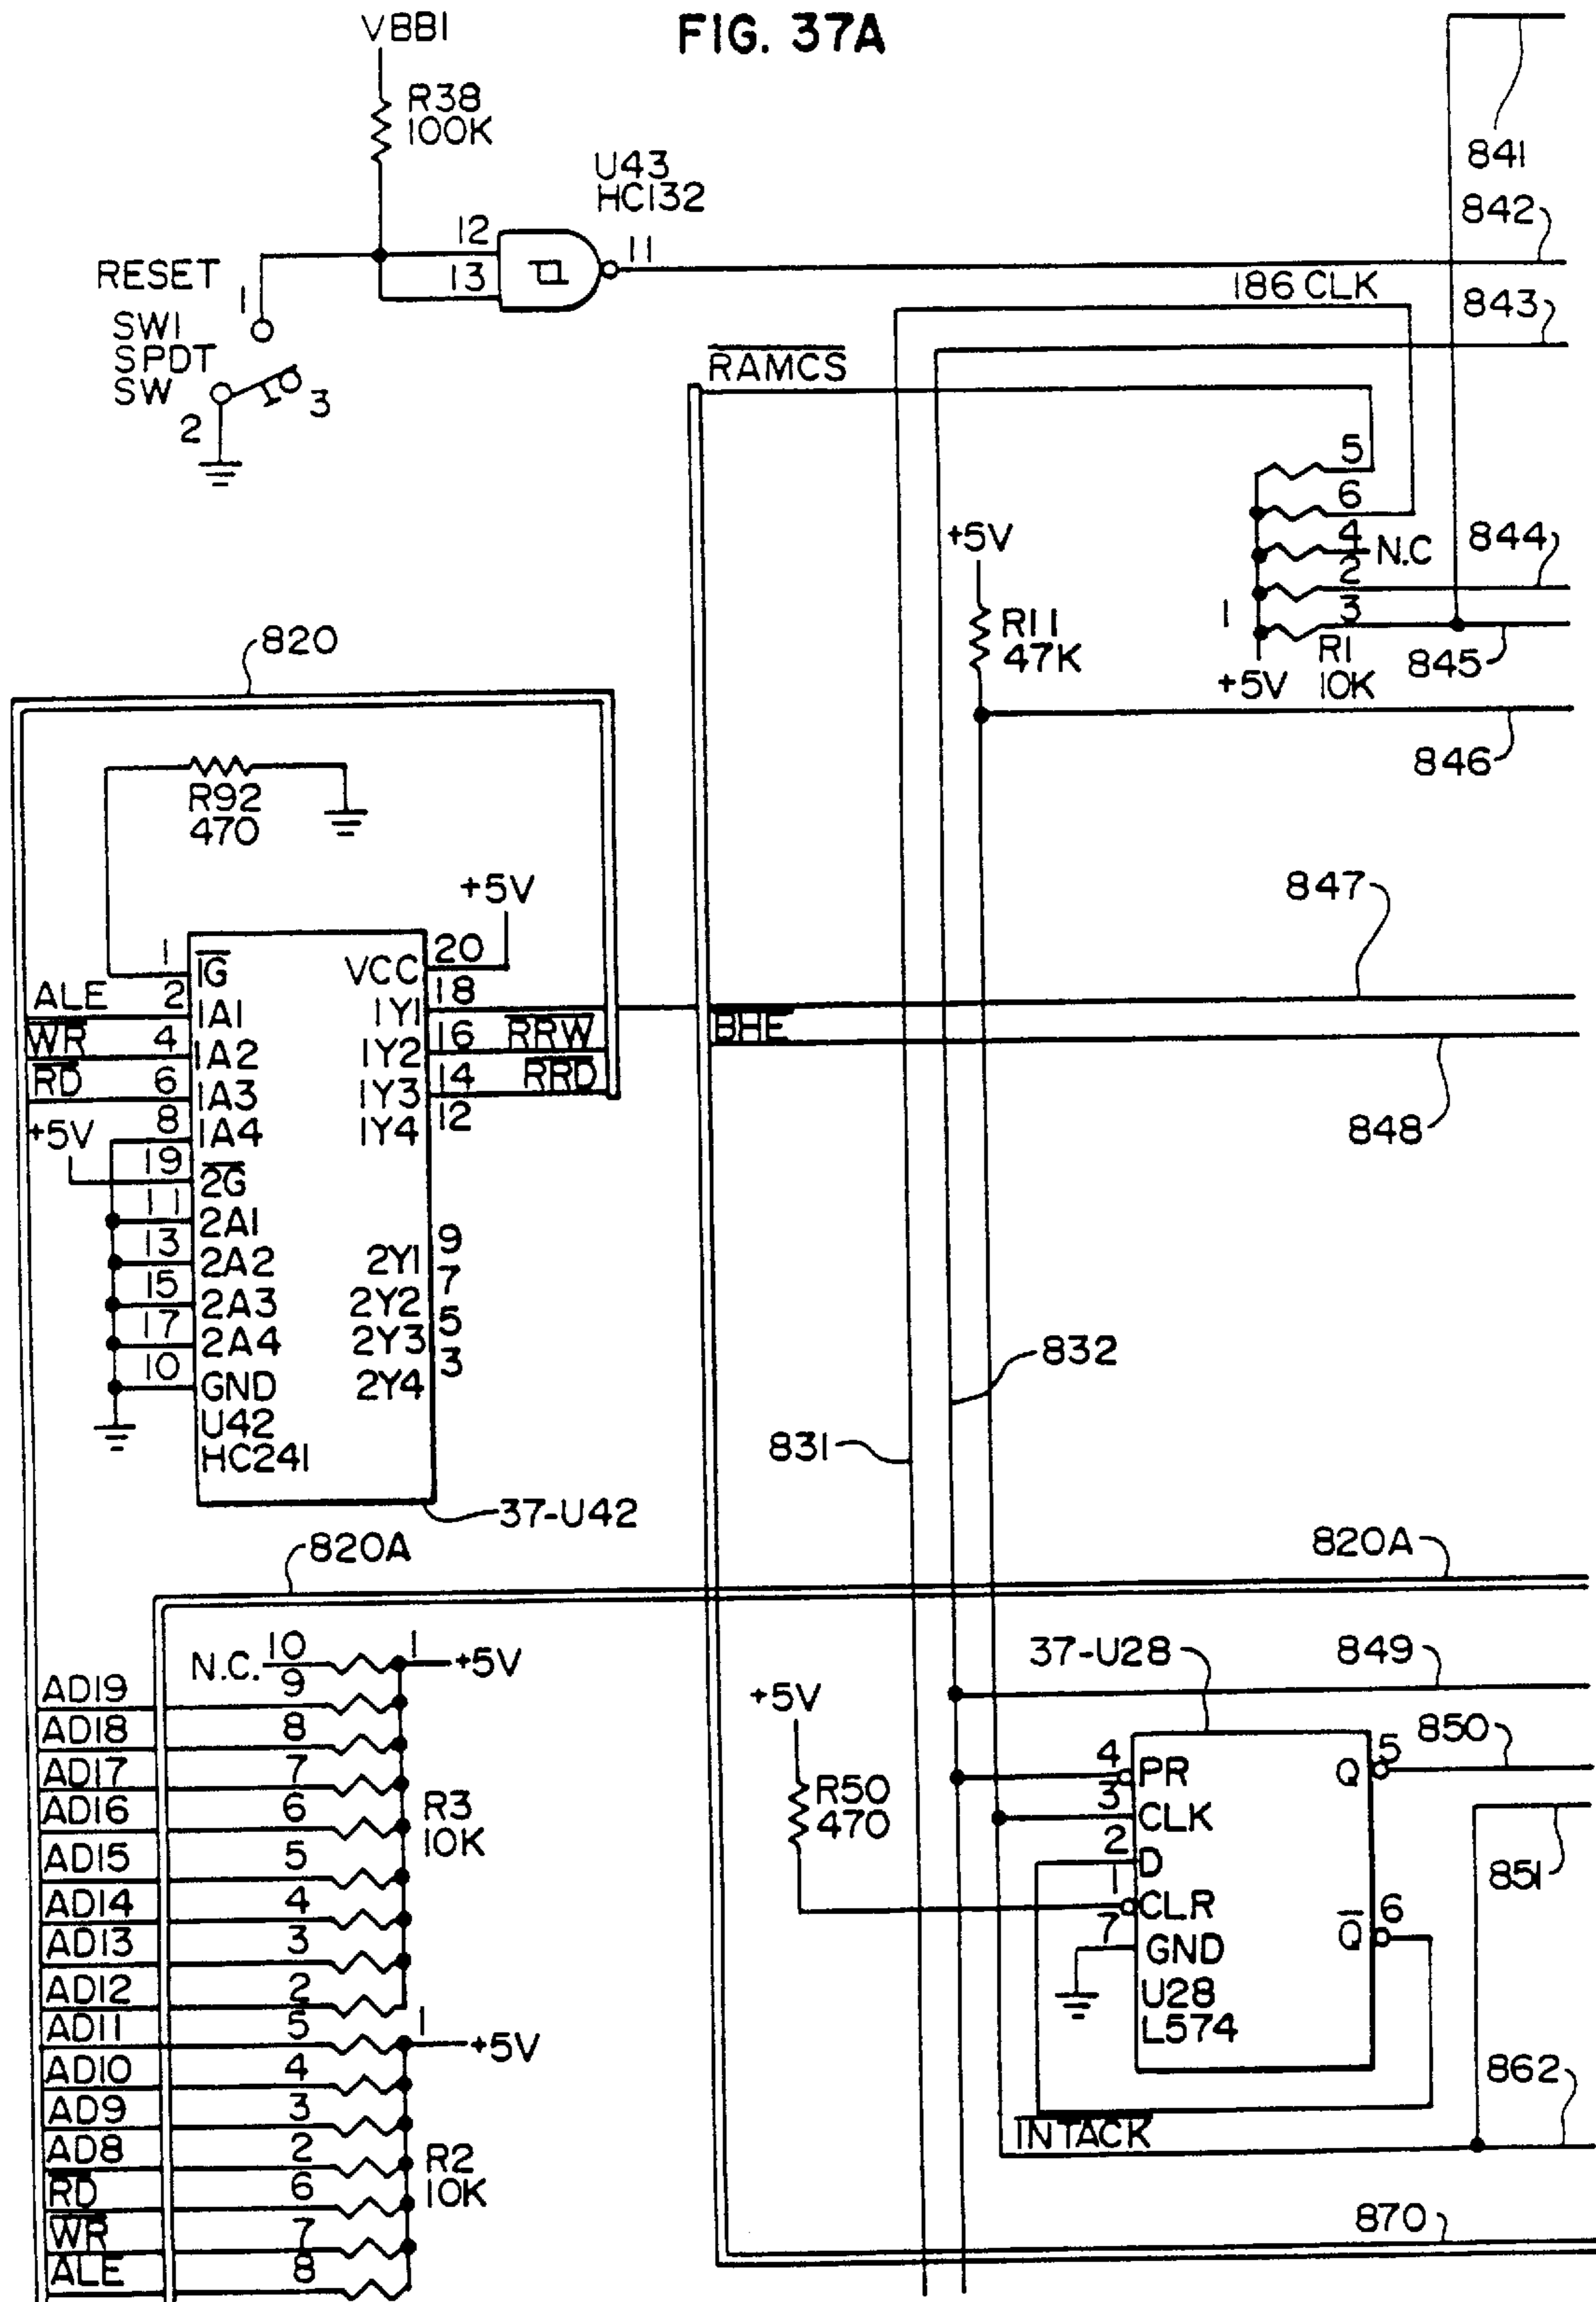 FIG. 37A
VBB1
R38
100K
U43
HC132
12
13
11
RESET
1
SW1
SPDT
SW
2
3
841
842
186 CLK
843
RAMCS
5
6
4
N.C
2
3
1
+5V
R1
10K
844
845
+5V
R11
47K
846
820
R92
470
+5V
847
848
1
ALE 2
WR 4
RD 6
8
+5V
19
11
13
15
17
10
1G
1A1
1A2
1A3
1A4
2G
2A1
2A2
2A3
2A4
GND
U42
HC241
VCC
1Y1
1Y2
1Y3
1Y4
2Y1
2Y2
2Y3
2Y4
20
18
16 RRW
14 RRD
12
9
7
5
3
BHE
37-U42
832
831
820A
820A
N.C. 10 1 +5V
AD19 9
AD18 8
AD17 7
AD16 6
R3
10K
AD15 5
AD14 4
AD13 3
AD12 2
AD11 5 1 +5V
AD10 4
AD9 3
AD8 2
R2
10K
RD 6
WR 7
ALE 8
37-U28
849
+5V
R50
470
850
4 PR
3 CLK
2 D
1 CLR
7 GND
U28
L574
Q 5
Q 6
851
862
INTACK
870